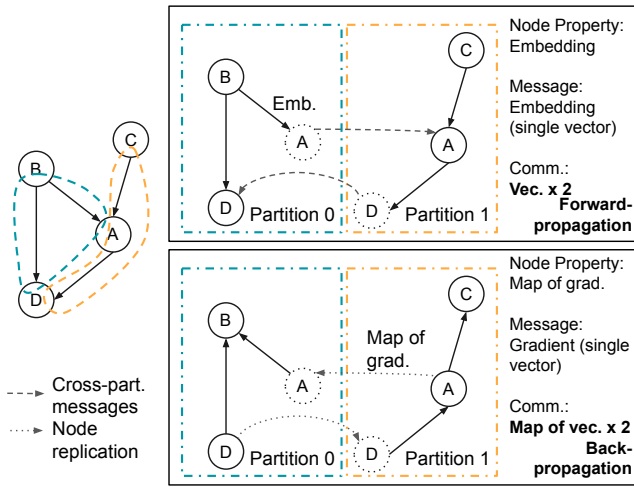 B
C
A
D
Cross-part.
messages
Node
replication
B
Emb.
A
D
Partition 0
C
A
D
Partition 1
Node Property:
Embedding
Message:
Embedding
(single vector)
Comm.:
Vec. x 2
Forward-
propagation
B
A
D
Partition 0
Map of
grad.
C
A
D
Partition 1
Node Property:
Map of grad.
Message:
Gradient (single
vector)
Comm.:
Map of vec. x 2
Back-
propagation